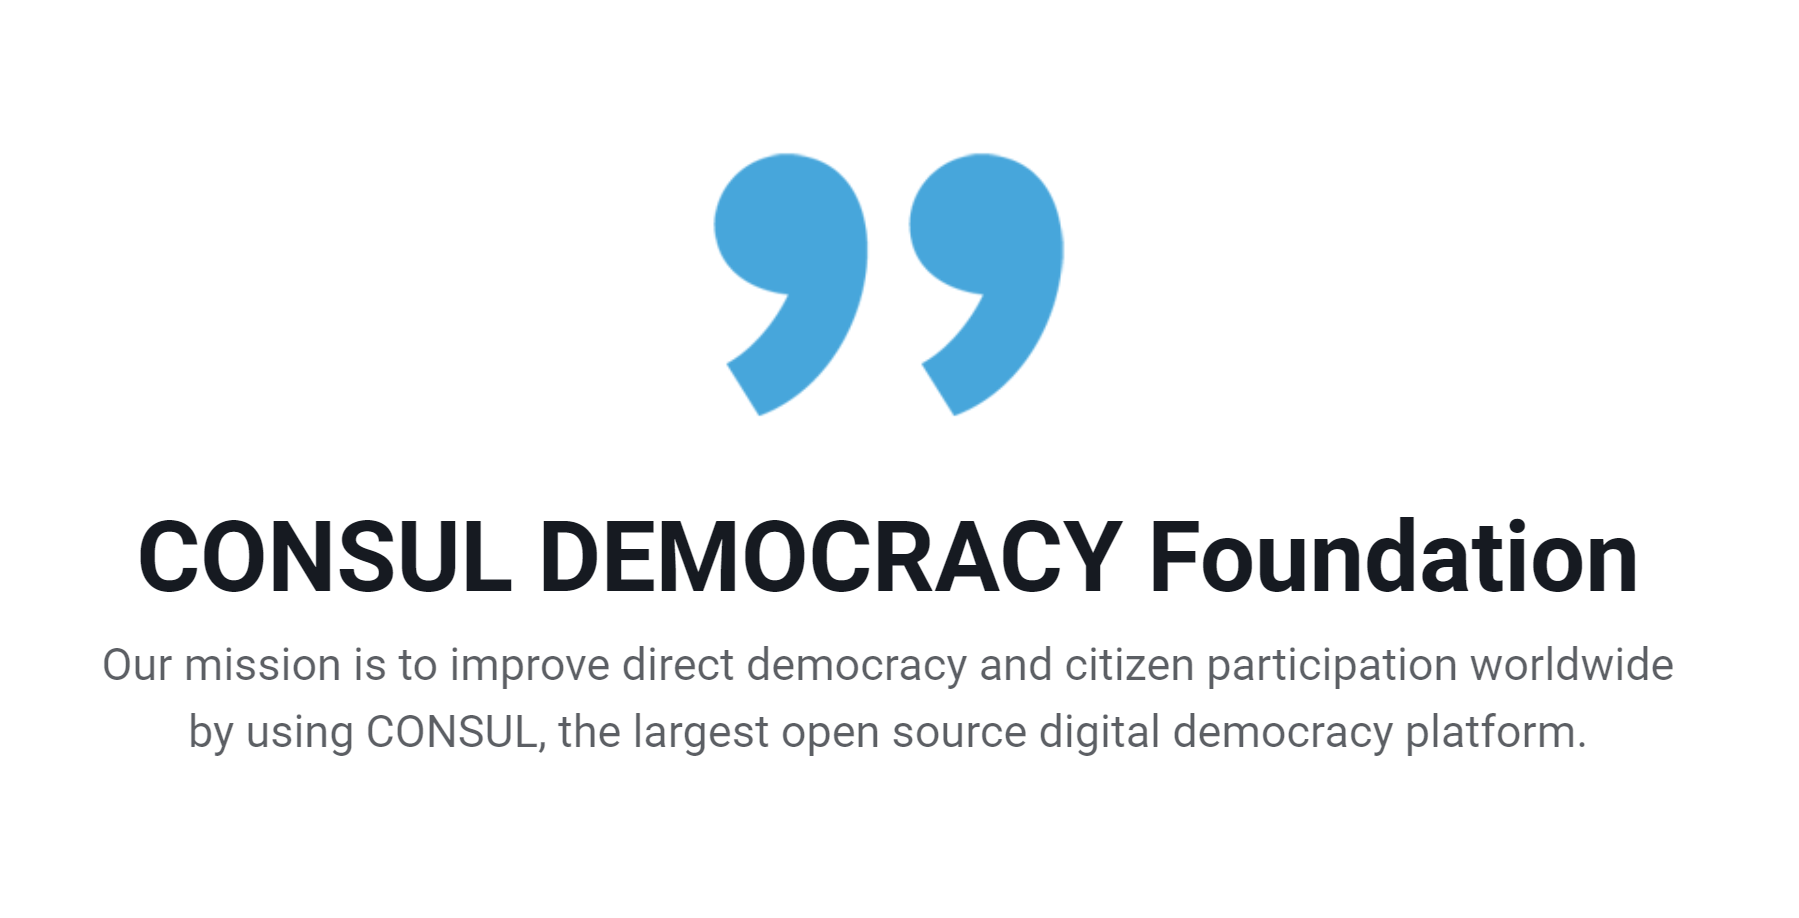 CONSUL DEMOCRACY Foundation
Our mission is to improve direct democracy and citizen participation worldwide
by using CONSUL, the largest open source digital democracy platform.